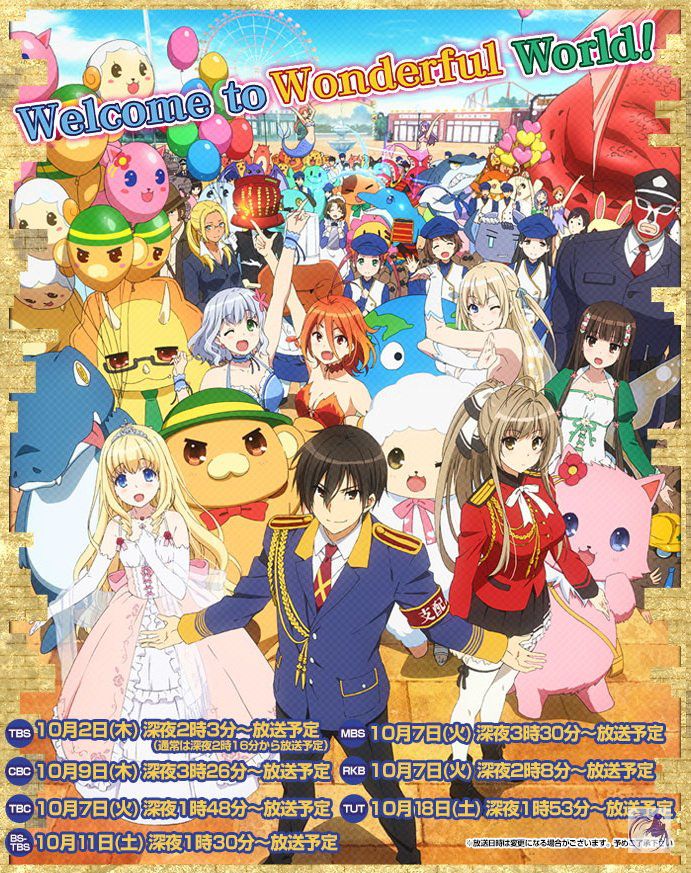 Welcome to Wonderful World!
支配
TBS 10月2日(木) 深夜2時3分〜放送予定
(通常は深夜2時16分から放送予定)
CBC 10月9日(木) 深夜3時26分〜放送予定
TBC 10月7日(火) 深夜1時48分〜放送予定
BS-TBS 10月11日(土) 深夜1時30分〜放送予定
MBS 10月7日(火) 深夜3時30分〜放送予定
RKB 10月7日(火) 深夜2時8分〜放送予定
TUT 10月18日(土) 深夜1時53分〜放送予定
※放送日時は変更になる場合がございます。予めご了承下さい